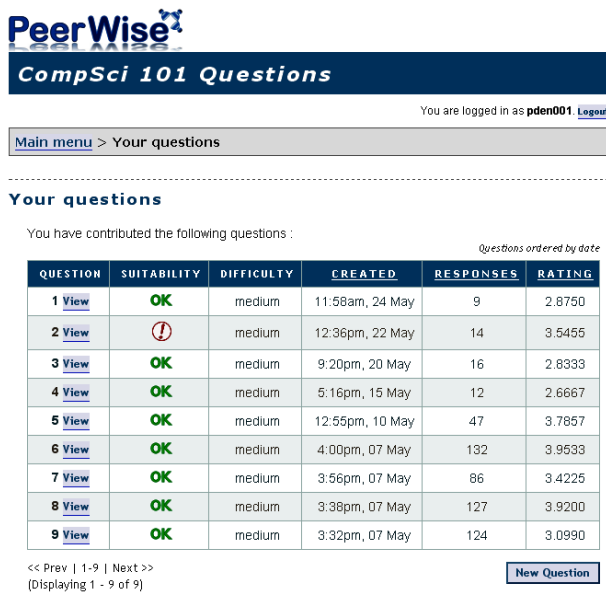 PeerWise
CompSci 101 Questions
You are logged in as pden001. Logout
Main menu > Your questions
Your questions
You have contributed the following questions :
Questions ordered by date
QUESTION SUITABILITY DIFFICULTY CREATED RESPONSES RATING
1 View OK medium 11:58am, 24 May 9 2.8750
2 View ! medium 12:36pm, 22 May 14 3.5455
3 View OK medium 9:20pm, 20 May 16 2.8333
4 View OK medium 5:16pm, 15 May 12 2.6667
5 View OK medium 12:55pm, 10 May 47 3.7857
6 View OK medium 4:00pm, 07 May 132 3.9533
7 View OK medium 3:56pm, 07 May 86 3.4225
8 View OK medium 3:38pm, 07 May 127 3.9200
9 View OK medium 3:32pm, 07 May 124 3.0990
<< Prev | 1-9 | Next >>
(Displaying 1 - 9 of 9)
New Question